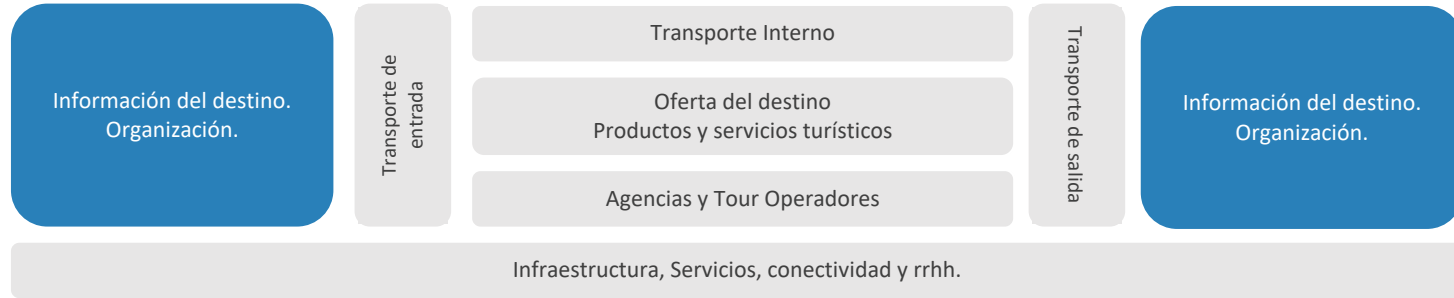 Información del destino.
Organización.
Transporte de
entrada
Transporte Interno
Oferta del destino
Productos y servicios turísticos
Agencias y Tour Operadores
Transporte de salida
Información del destino.
Organización.
Infraestructura, Servicios, conectividad y rrhh.